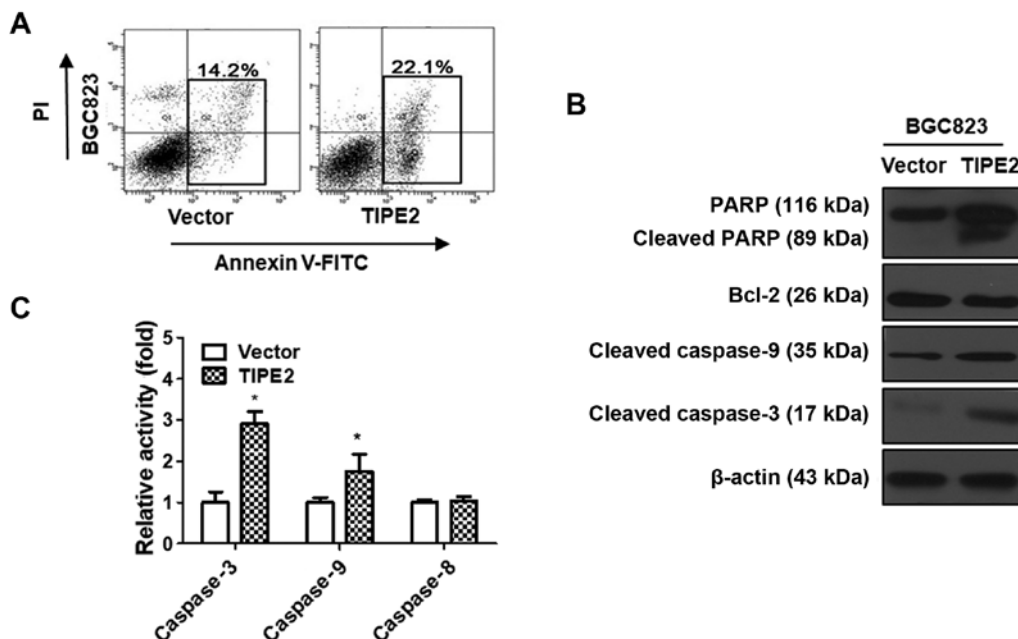 A
PI
BGC823
14.2%
22.1%
Q1
Q2
Vector
TIPE2
Annexin V-FITC
B
BGC823
Vector TIPE2
PARP (116 kDa)
Cleaved PARP (89 kDa)
Bcl-2 (26 kDa)
Cleaved caspase-9 (35 kDa)
Cleaved caspase-3 (17 kDa)
β-actin (43 kDa)
C
Relative activity (fold)
5
4
3
2
1
0
Vector
TIPE2
*
*
Caspase-3
Caspase-9
Caspase-8